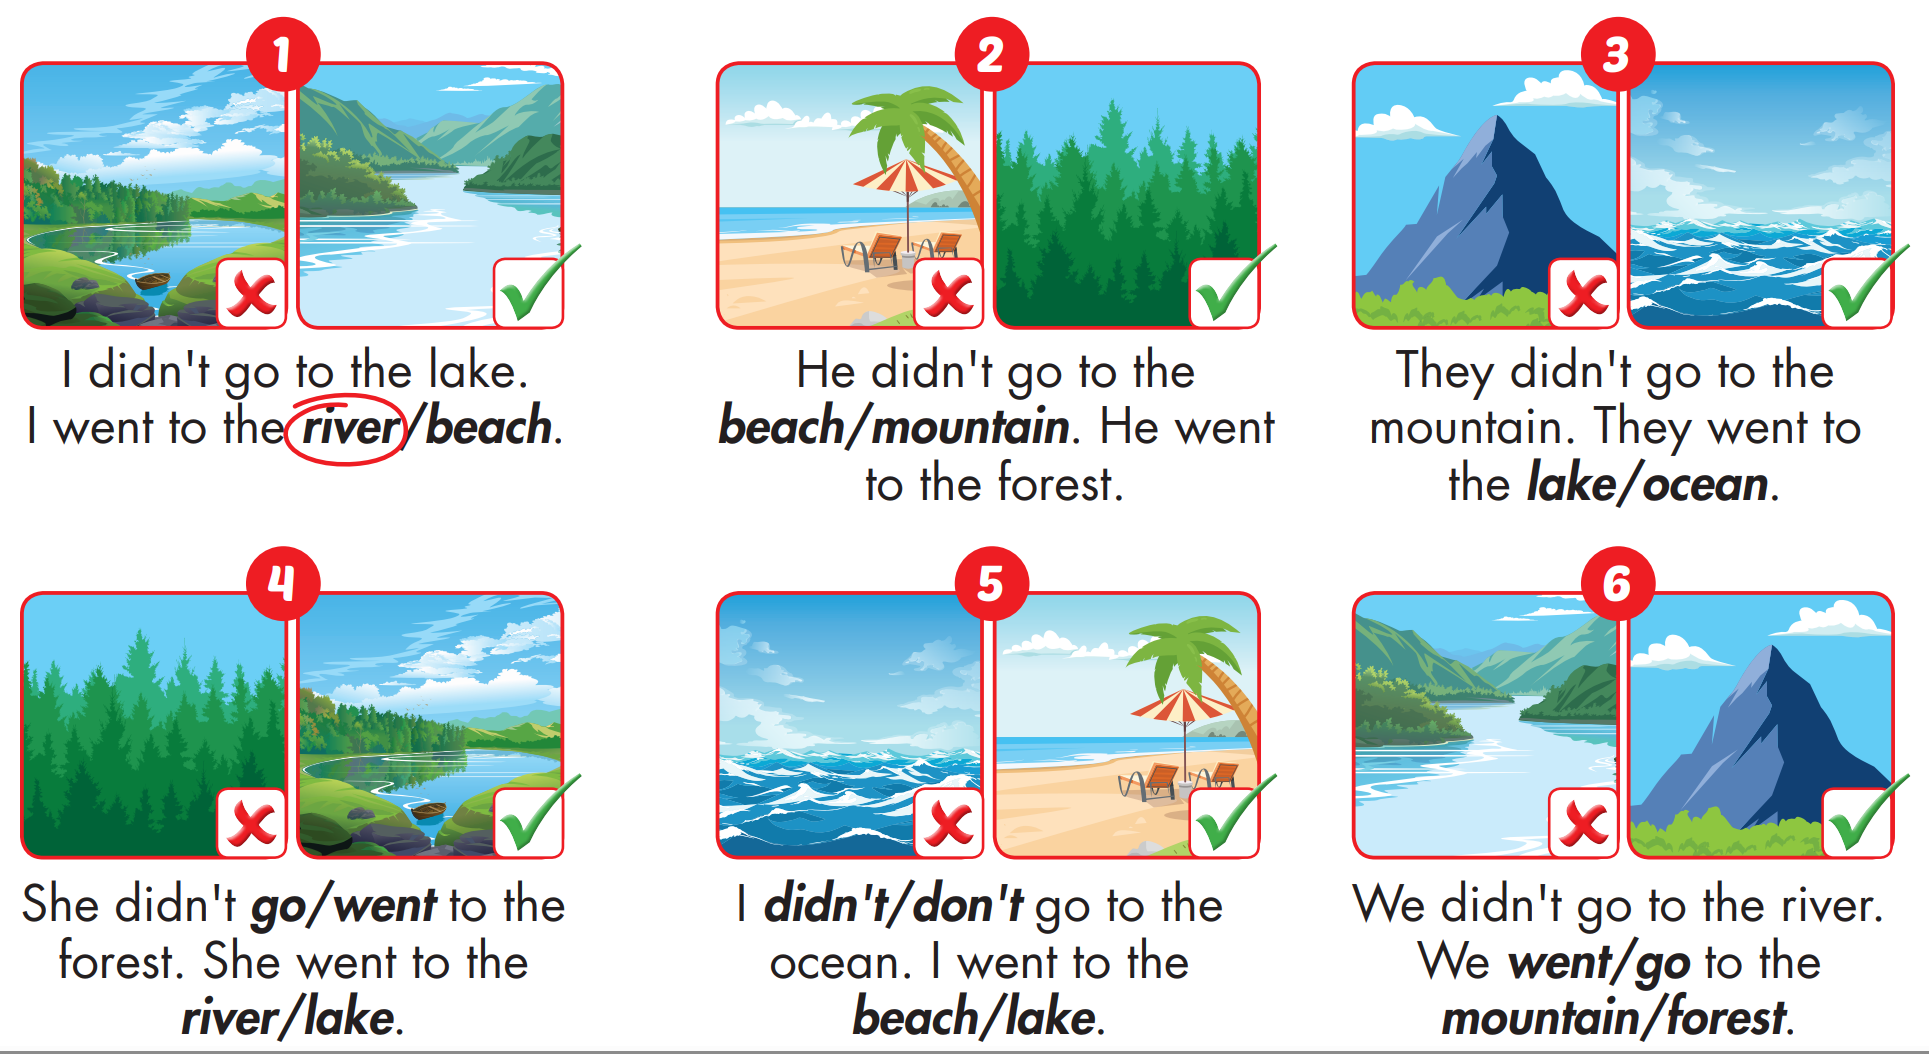 1
I didn't go to the lake.
I went to the river/beach.
2
He didn't go to the
beach/mountain. He went
to the forest.
3
They didn't go to the
mountain. They went to
the lake/ocean.
4
She didn't go/went to the
forest. She went to the
river/lake.
5
I didn't/don't go to the
ocean. I went to the
beach/lake.
6
We didn't go to the river.
We went/go to the
mountain/forest.